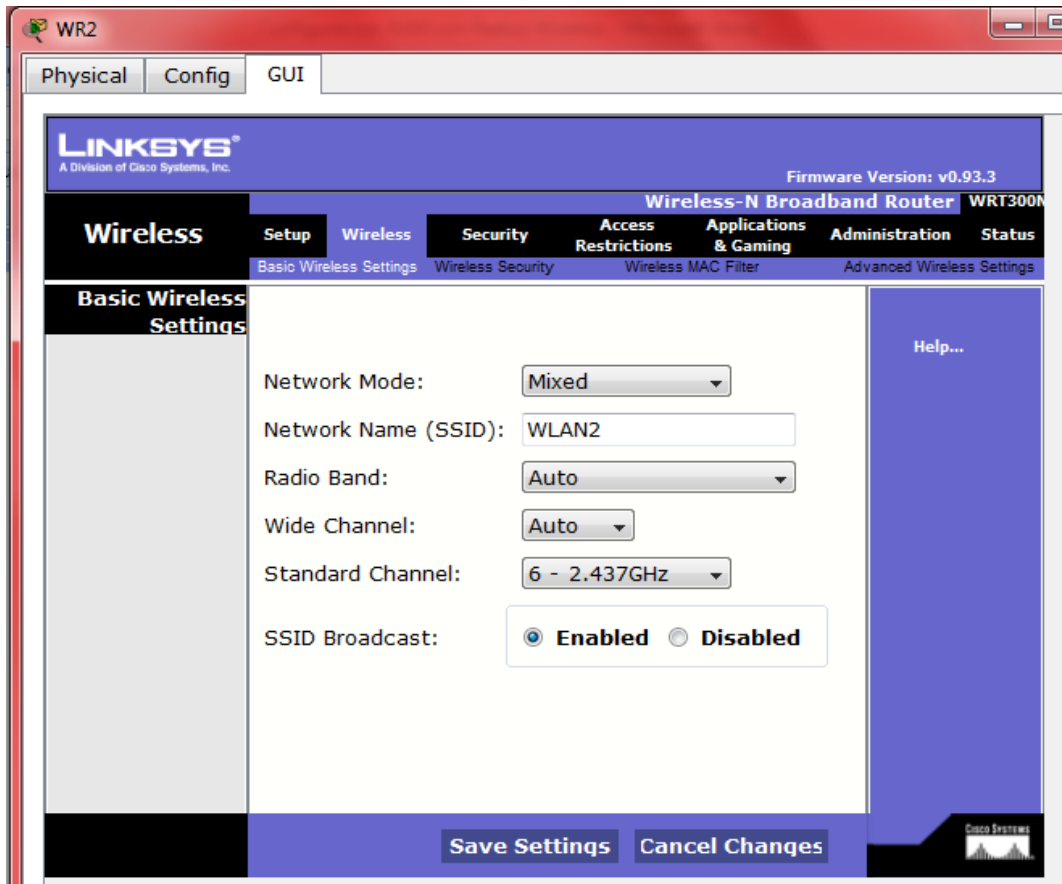 WR2
Physical Config GUI
LINKSYS®
A Division of Cisco Systems, Inc.
Firmware Version: v0.93.3
Wireless-N Broadband Router WRT300N
Wireless
Setup Wireless Security Access Restrictions Applications & Gaming Administration Status
Basic Wireless Settings Wireless Security Wireless MAC Filter Advanced Wireless Settings
Basic Wireless
Settings
Help...
Network Mode: Mixed
Network Name (SSID): WLAN2
Radio Band: Auto
Wide Channel: Auto
Standard Channel: 6 - 2.437GHz
SSID Broadcast: Enabled Disabled
Save Settings Cancel Changes
CISCO SYSTEMS